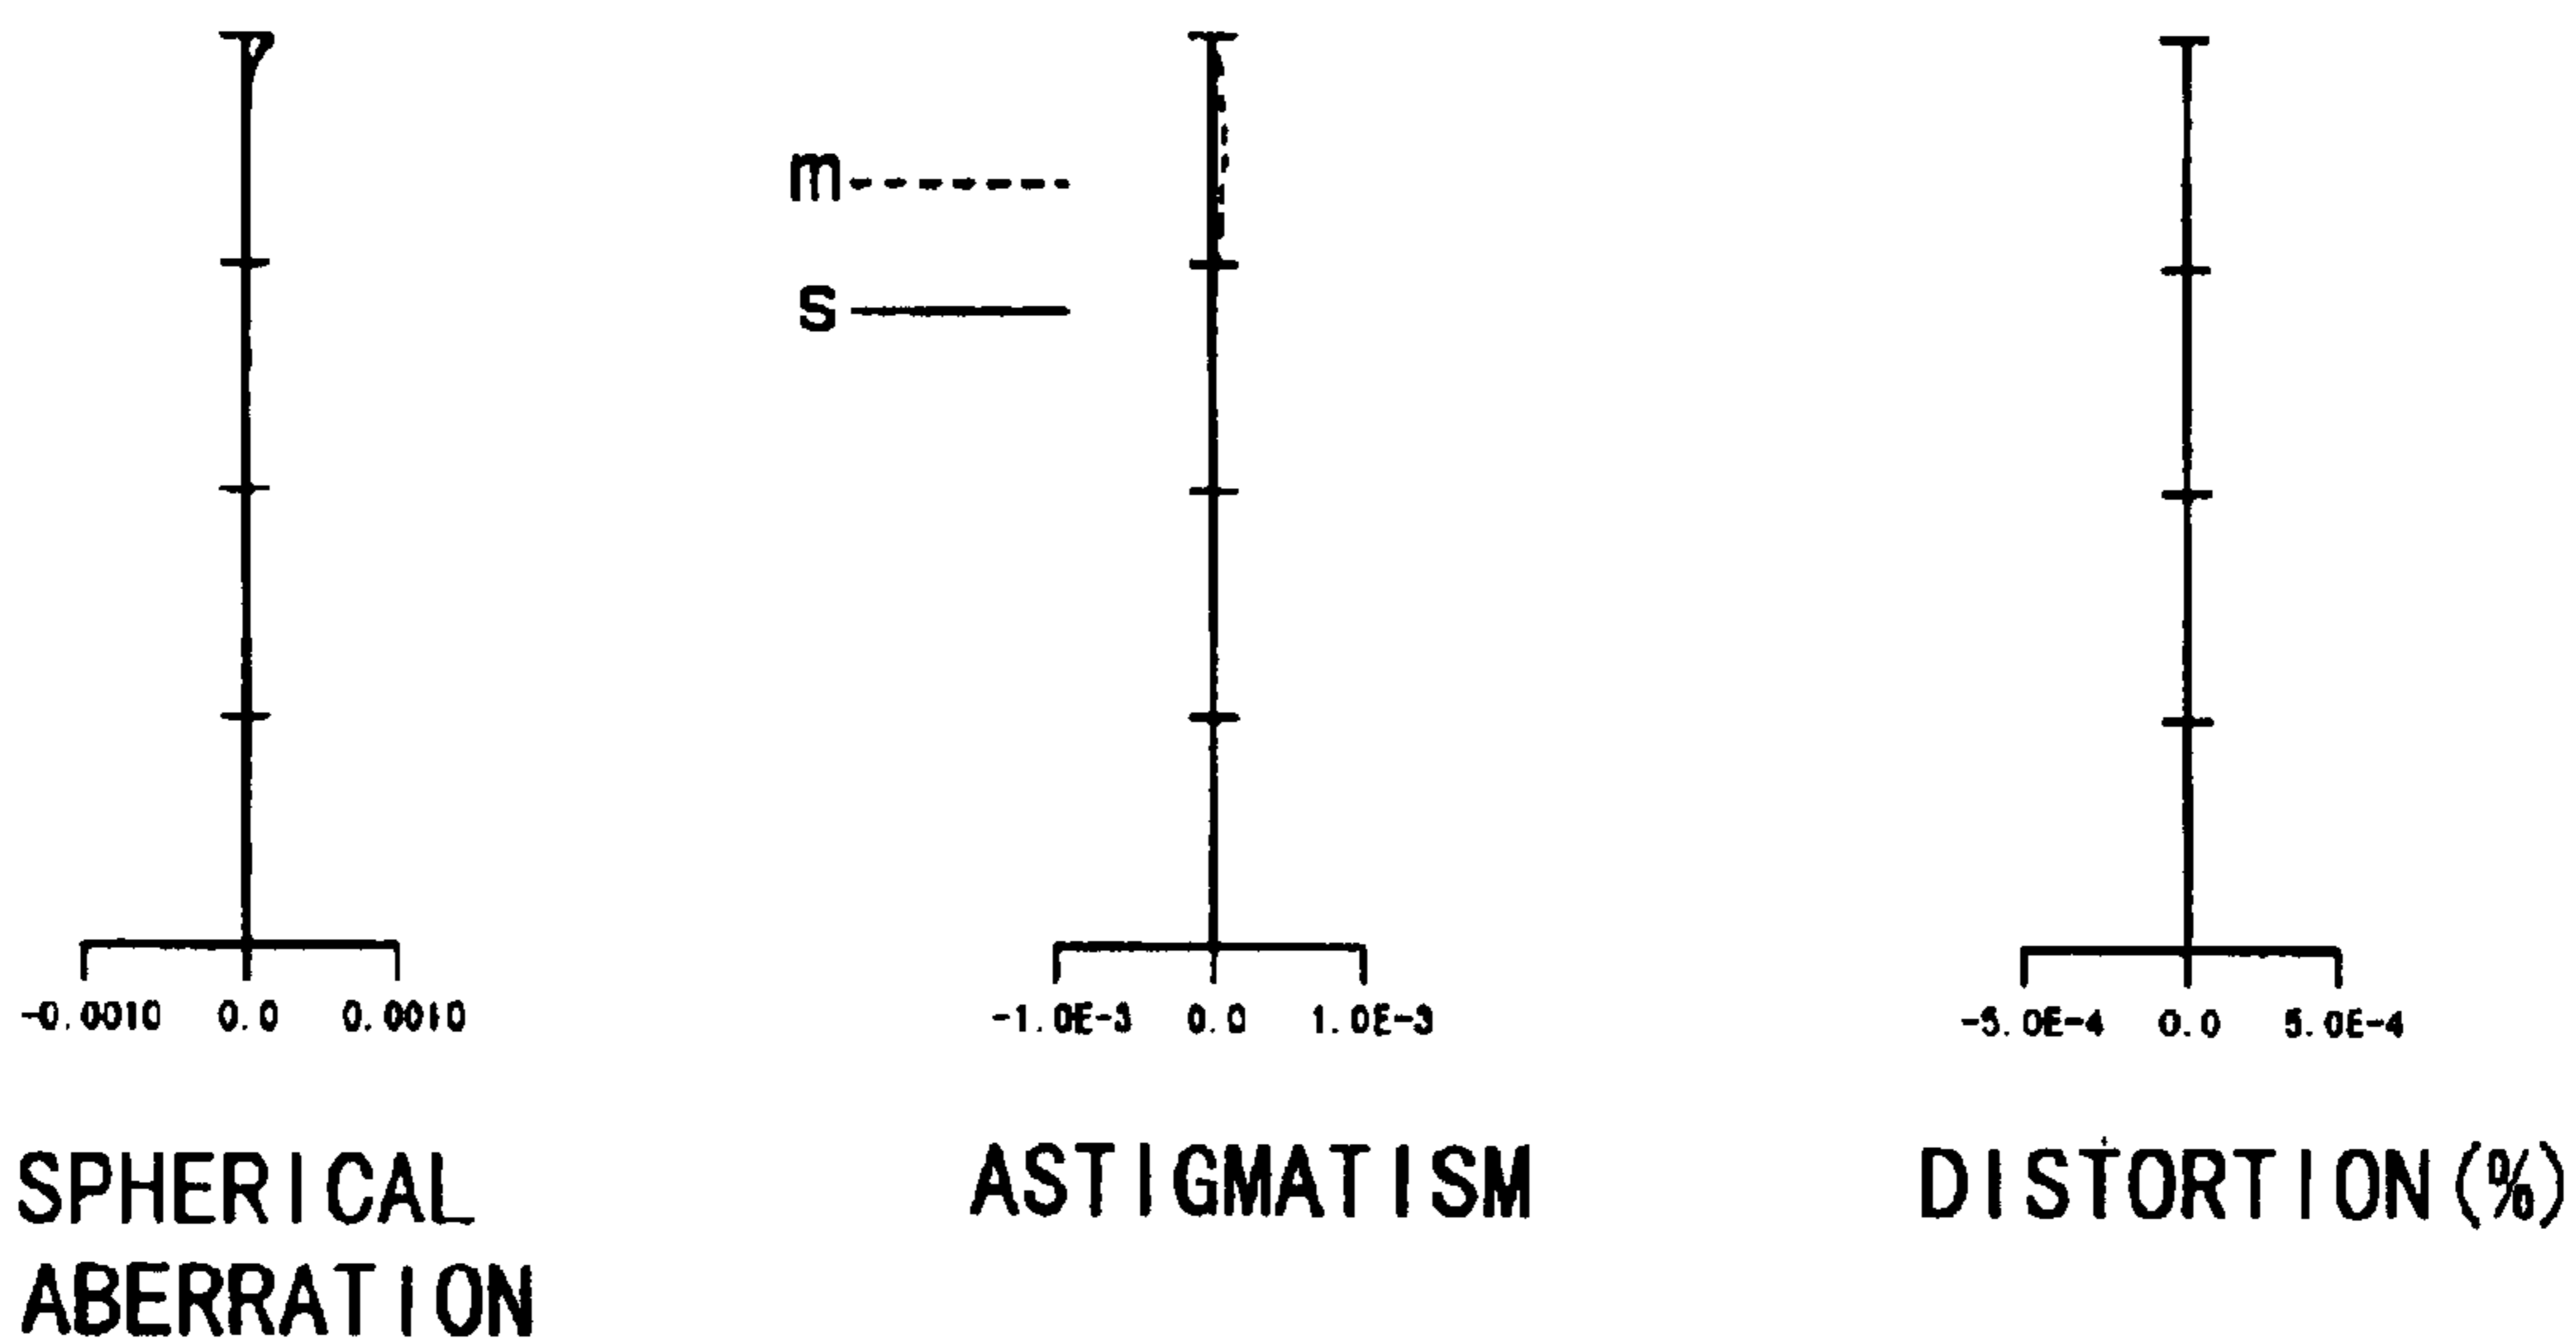 m
s
-0.0010 0.0 0.0010
-1.0E-3 0.0 1.0E-3
-5.0E-4 0.0 5.0E-4
SPHERICAL
ABERRATION
ASTIGMATISM
DISTORTION(%)